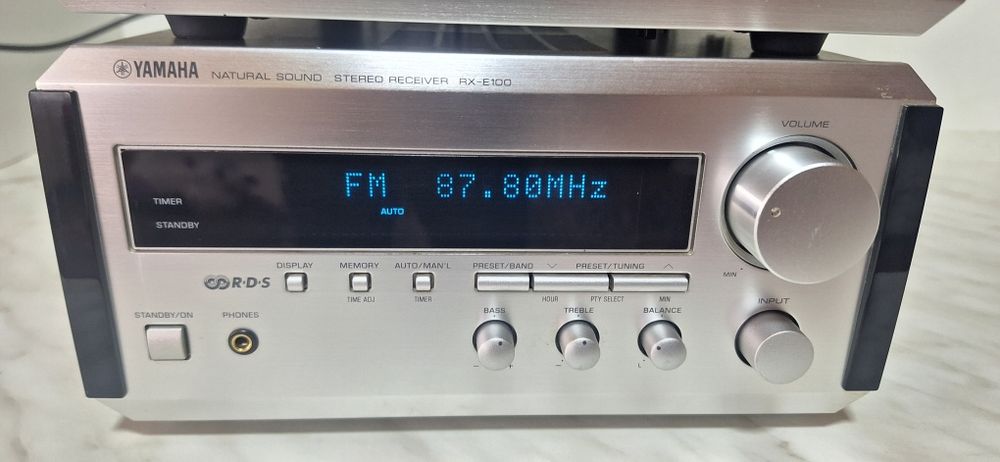 YAMAHA NATURAL SOUND STEREO RECEIVER RX-E100
VOLUME
FM 87.80MHz
AUTO
TIMER
STANDBY
MIN
R·D·S
DISPLAY MEMORY AUTO/MAN'L PRESET/BAND PRESET/TUNING
TIME ADJ TIMER HOUR PTY SELECT MIN
INPUT
STANDBY/ON PHONES BASS TREBLE BALANCE
- + - L